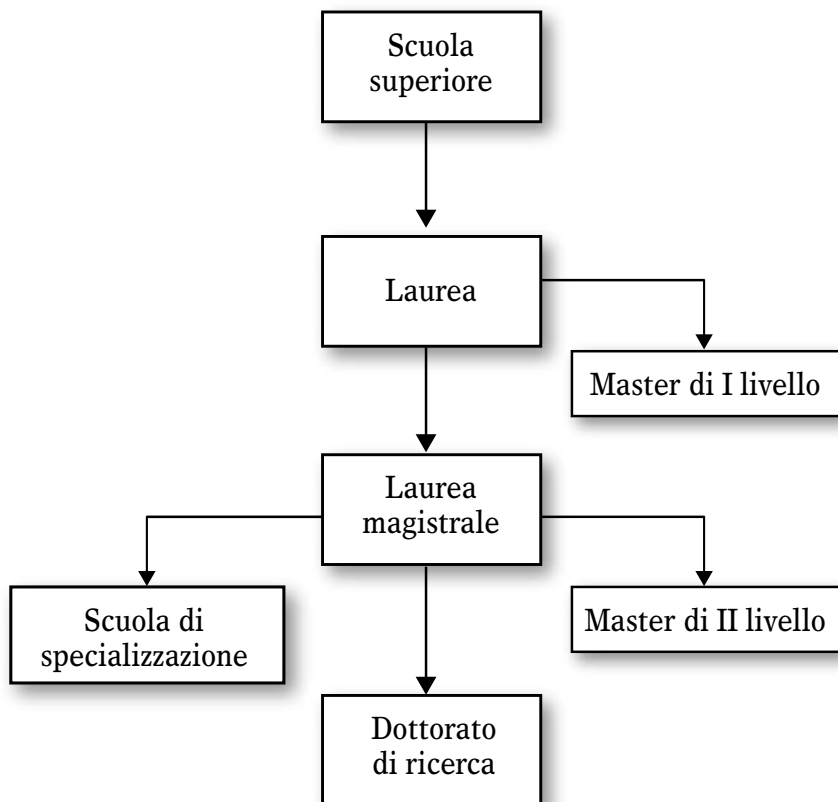 Scuola
superiore
Laurea
Master di I livello
Laurea
magistrale
Scuola di
specializzazione
Master di II livello
Dottorato
di ricerca